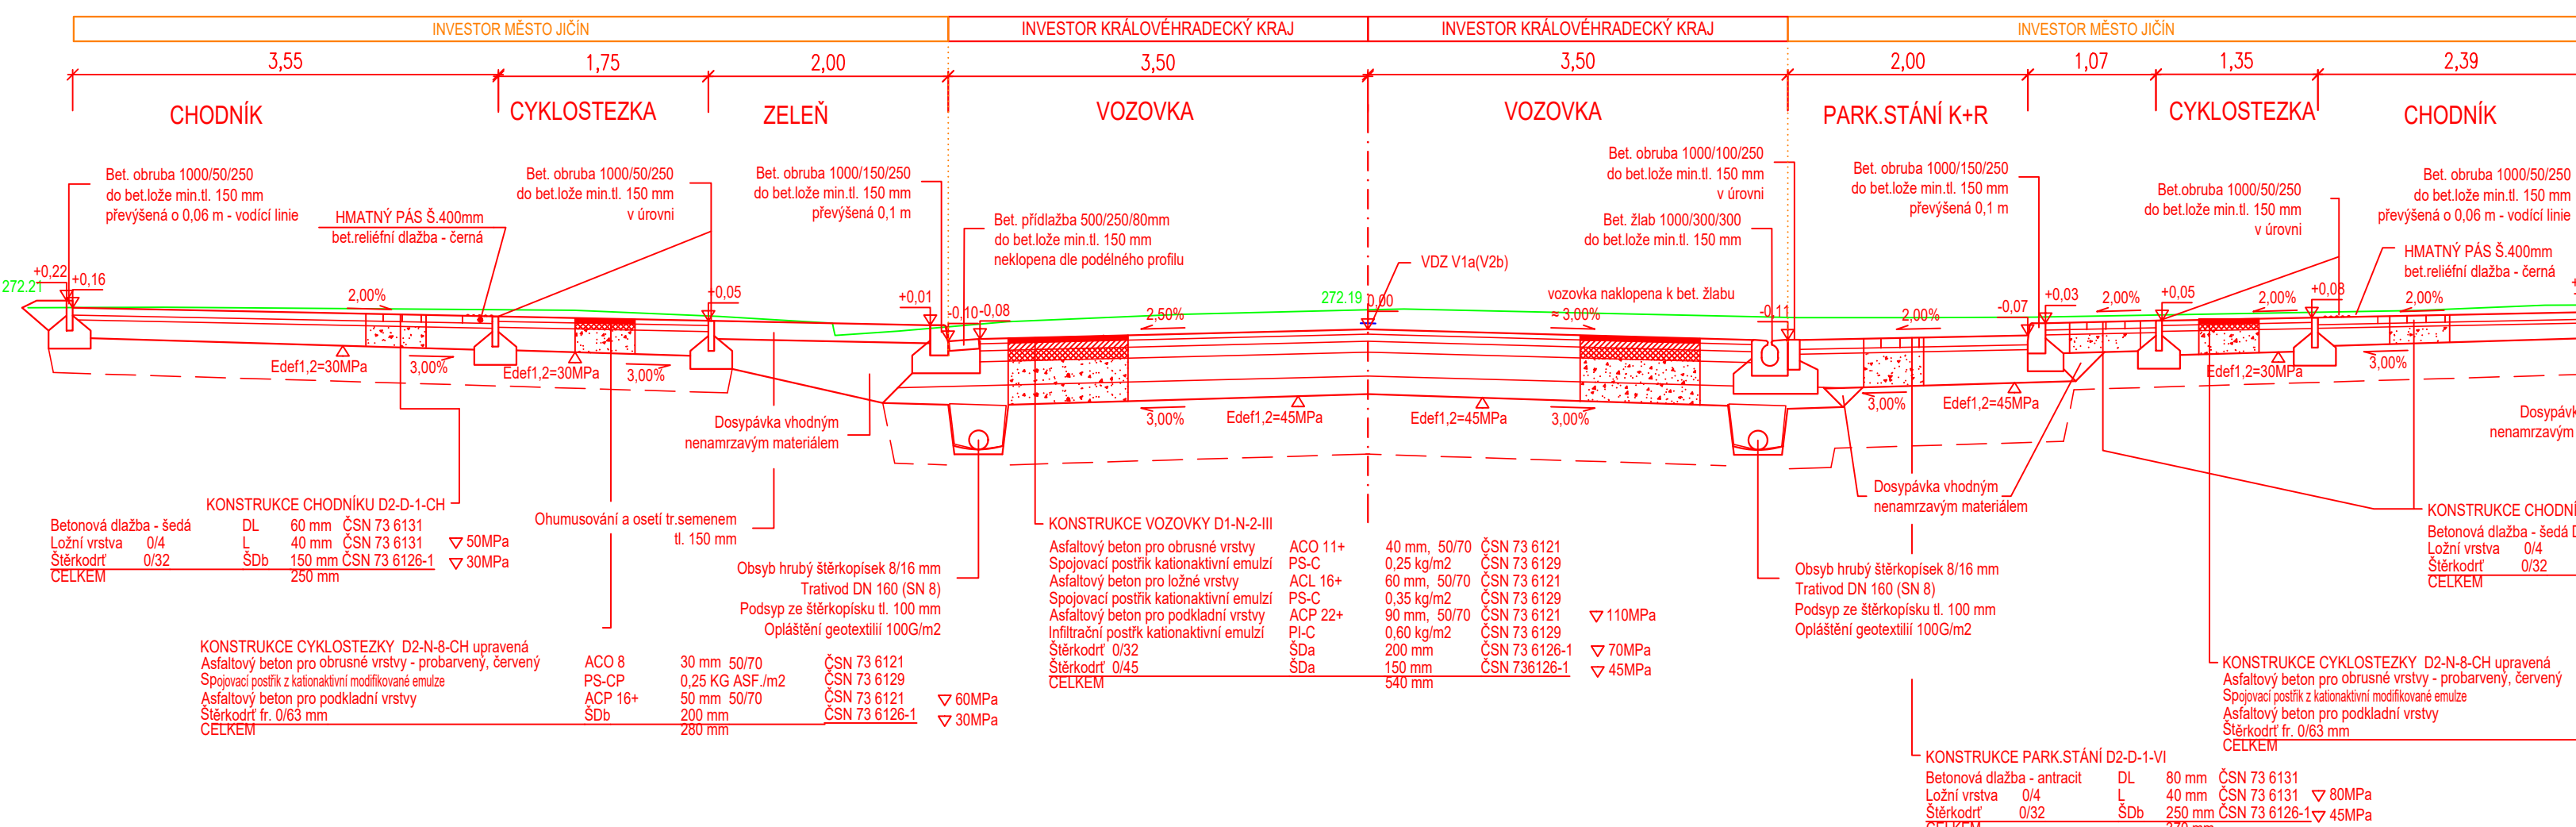 INVESTOR MĚSTO JIČÍN
INVESTOR KRÁLOVÉHRADECKÝ KRAJ
INVESTOR KRÁLOVÉHRADECKÝ KRAJ
INVESTOR MĚSTO JIČÍN
3,55
1,75
2,00
3,50
3,50
2,00
1,07
1,35
2,39
CHODNÍK
CYKLOSTEZKA
ZELEŇ
VOZOVKA
VOZOVKA
PARK.STÁNÍ K+R
CYKLOSTEZKA
CHODNÍK
Bet. obruba 1000/50/250
do bet.lože min.tl. 150 mm
převýšená o 0,06 m - vodící linie
HMATNÝ PÁS Š.400mm
bet.reliéfní dlažba - černá
Bet. obruba 1000/50/250
do bet.lože min.tl. 150 mm
v úrovni
Bet. obruba 1000/150/250
do bet.lože min.tl. 150 mm
převýšená 0,1 m
Bet. přídlažba 500/250/80mm
do bet.lože min.tl. 150 mm
neklopena dle podélného profilu
VDZ V1a(V2b)
Bet. obruba 1000/100/250
do bet.lože min.tl. 150 mm
v úrovni
Bet. žlab 1000/300/300
do bet.lože min.tl. 150 mm
vozovka naklopena k bet. žlabu
≈ 3,00%
Bet. obruba 1000/150/250
do bet.lože min.tl. 150 mm
převýšená 0,1 m
Bet.obruba 1000/50/250
do bet.lože min.tl. 150 mm
v úrovni
Bet. obruba 1000/50/250
do bet.lože min.tl. 150 mm
převýšená o 0,06 m - vodící linie
HMATNÝ PÁS Š.400mm
bet.reliéfní dlažba - černá
272.21
+0,22
+0,16
2,00%
+0,05
+0,01
-0,10
-0,08
2,50%
272.19
0,00
-0,11
2,00%
-0,07
+0,03
2,00%
+0,05
2,00%
+0,08
2,00%
Edef1,2=30MPa
3,00%
Edef1,2=30MPa
3,00%
3,00%
Edef1,2=45MPa
Edef1,2=45MPa
3,00%
3,00%
Edef1,2=45MPa
Edef1,2=30MPa
3,00%
Dosypávka vhodným
nenamrzavým materiálem
Dosypávka vhodným
nenamrzavým materiálem
Dosypávk
nenamrzavým
Ohumusování a osetí tr.semenem
tl. 150 mm
KONSTRUKCE CHODNÍKU D2-D-1-CH
Betonová dlažba - šedá DL 60 mm ČSN 73 6131
Ložní vrstva 0/4 L 40 mm ČSN 73 6131 50MPa
Štěrkodrť 0/32 ŠDb 150 mm ČSN 73 6126-1 30MPa
CELKEM 250 mm
Obsyb hrubý štěrkopísek 8/16 mm
Trativod DN 160 (SN 8)
Podsyp ze štěrkopísku tl. 100 mm
Opláštění geotextilií 100G/m2
KONSTRUKCE CYKLOSTEZKY D2-N-8-CH upravená
Asfaltový beton pro obrusné vrstvy - probarvený, červený ACO 8 30 mm 50/70 ČSN 73 6121
Spojovací postřik z kationaktivní modifikované emulze PS-CP 0,25 KG ASF./m2 ČSN 73 6129
Asfaltový beton pro podkladní vrstvy ACP 16+ 50 mm 50/70 ČSN 73 6121 60MPa
Štěrkodrť fr. 0/63 mm ŠDb 200 mm ČSN 73 6126-1 30MPa
CELKEM 280 mm
KONSTRUKCE VOZOVKY D1-N-2-III
Asfaltový beton pro obrusné vrstvy ACO 11+ 40 mm, 50/70 ČSN 73 6121
Spojovací postřik kationaktivní emulzí PS-C 0,25 kg/m2 ČSN 73 6129
Asfaltový beton pro ložné vrstvy ACL 16+ 60 mm, 50/70 ČSN 73 6121
Spojovací postřik kationaktivní emulzí PS-C 0,35 kg/m2 ČSN 73 6129
Asfaltový beton pro podkladní vrstvy ACP 22+ 90 mm, 50/70 ČSN 73 6121 110MPa
Infiltrační postřk kationaktivní emulzí PI-C 0,60 kg/m2 ČSN 73 6129
Štěrkodrť 0/32 ŠDa 200 mm ČSN 73 6126-1 70MPa
Štěrkodrť 0/45 ŠDa 150 mm ČSN 736126-1 45MPa
CELKEM 540 mm
Obsyb hrubý štěrkopísek 8/16 mm
Trativod DN 160 (SN 8)
Podsyp ze štěrkopísku tl. 100 mm
Opláštění geotextilií 100G/m2
KONSTRUKCE CHODNÍ
Betonová dlažba - šedá D
Ložní vrstva 0/4
Štěrkodrť 0/32
CELKEM
KONSTRUKCE CYKLOSTEZKY D2-N-8-CH upravená
Asfaltový beton pro obrusné vrstvy - probarvený, červený
Spojovací postřik z kationaktivní modifikované emulze
Asfaltový beton pro podkladní vrstvy
Štěrkodrť fr. 0/63 mm
CELKEM
KONSTRUKCE PARK.STÁNÍ D2-D-1-VI
Betonová dlažba - antracit DL 80 mm ČSN 73 6131
Ložní vrstva 0/4 L 40 mm ČSN 73 6131 80MPa
Štěrkodrť 0/32 ŠDb 250 mm ČSN 73 6126-1 45MPa
CELKEM 370 mm